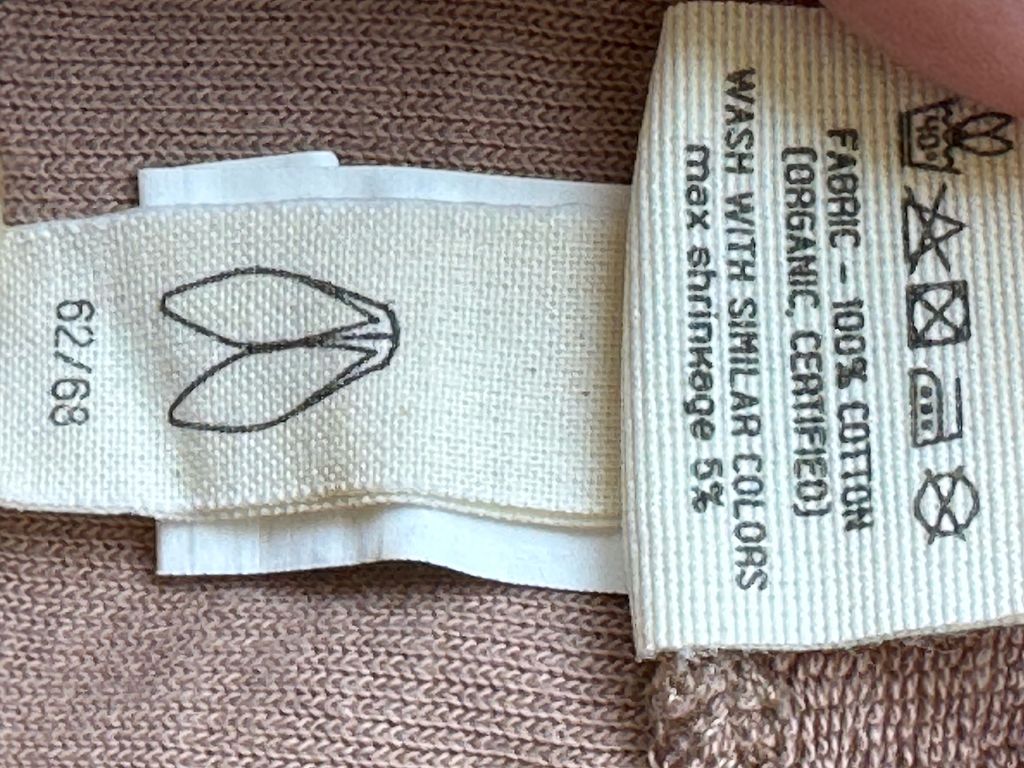 62/68
40°
FABRIC - 100% COTTON
(ORGANIC, CERTIFIED)
WASH WITH SIMILAR COLORS
max shrinkage 5%